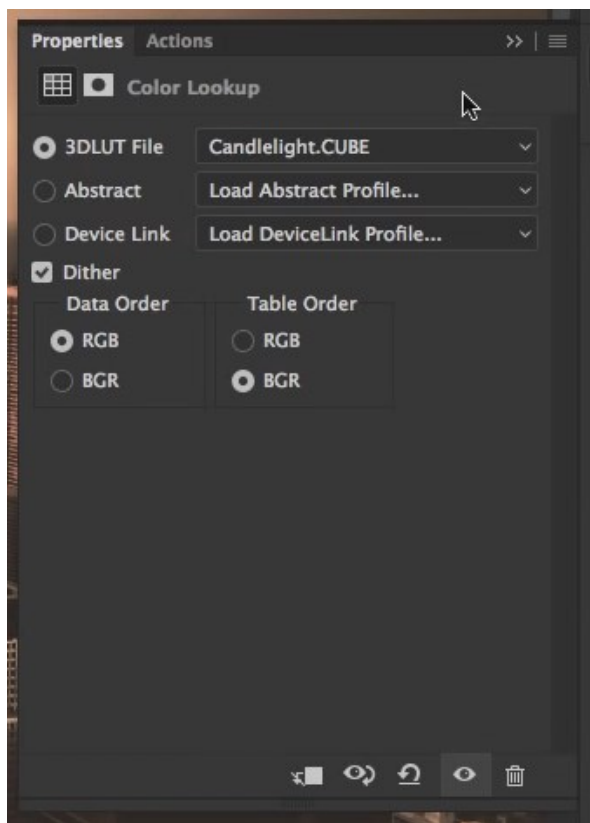 Properties Actions
Color Lookup
3DLUT File Candlelight.CUBE
Abstract Load Abstract Profile...
Device Link Load DeviceLink Profile...
Dither
Data Order Table Order
RGB RGB
BGR BGR